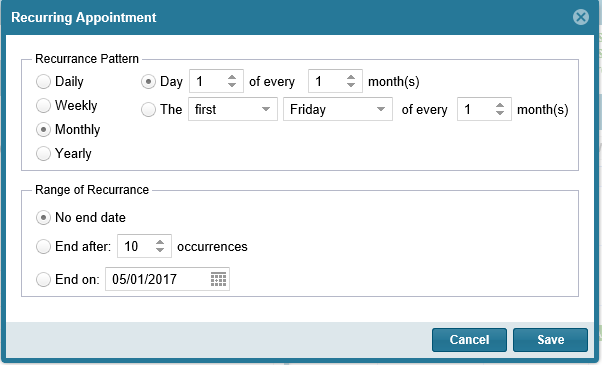 Recurring Appointment
Recurrance Pattern
Daily
Day 1 of every 1 month(s)
Weekly
The first Friday of every 1 month(s)
Monthly
Yearly
Range of Recurrance
No end date
End after: 10 occurrences
End on: 05/01/2017
Cancel Save